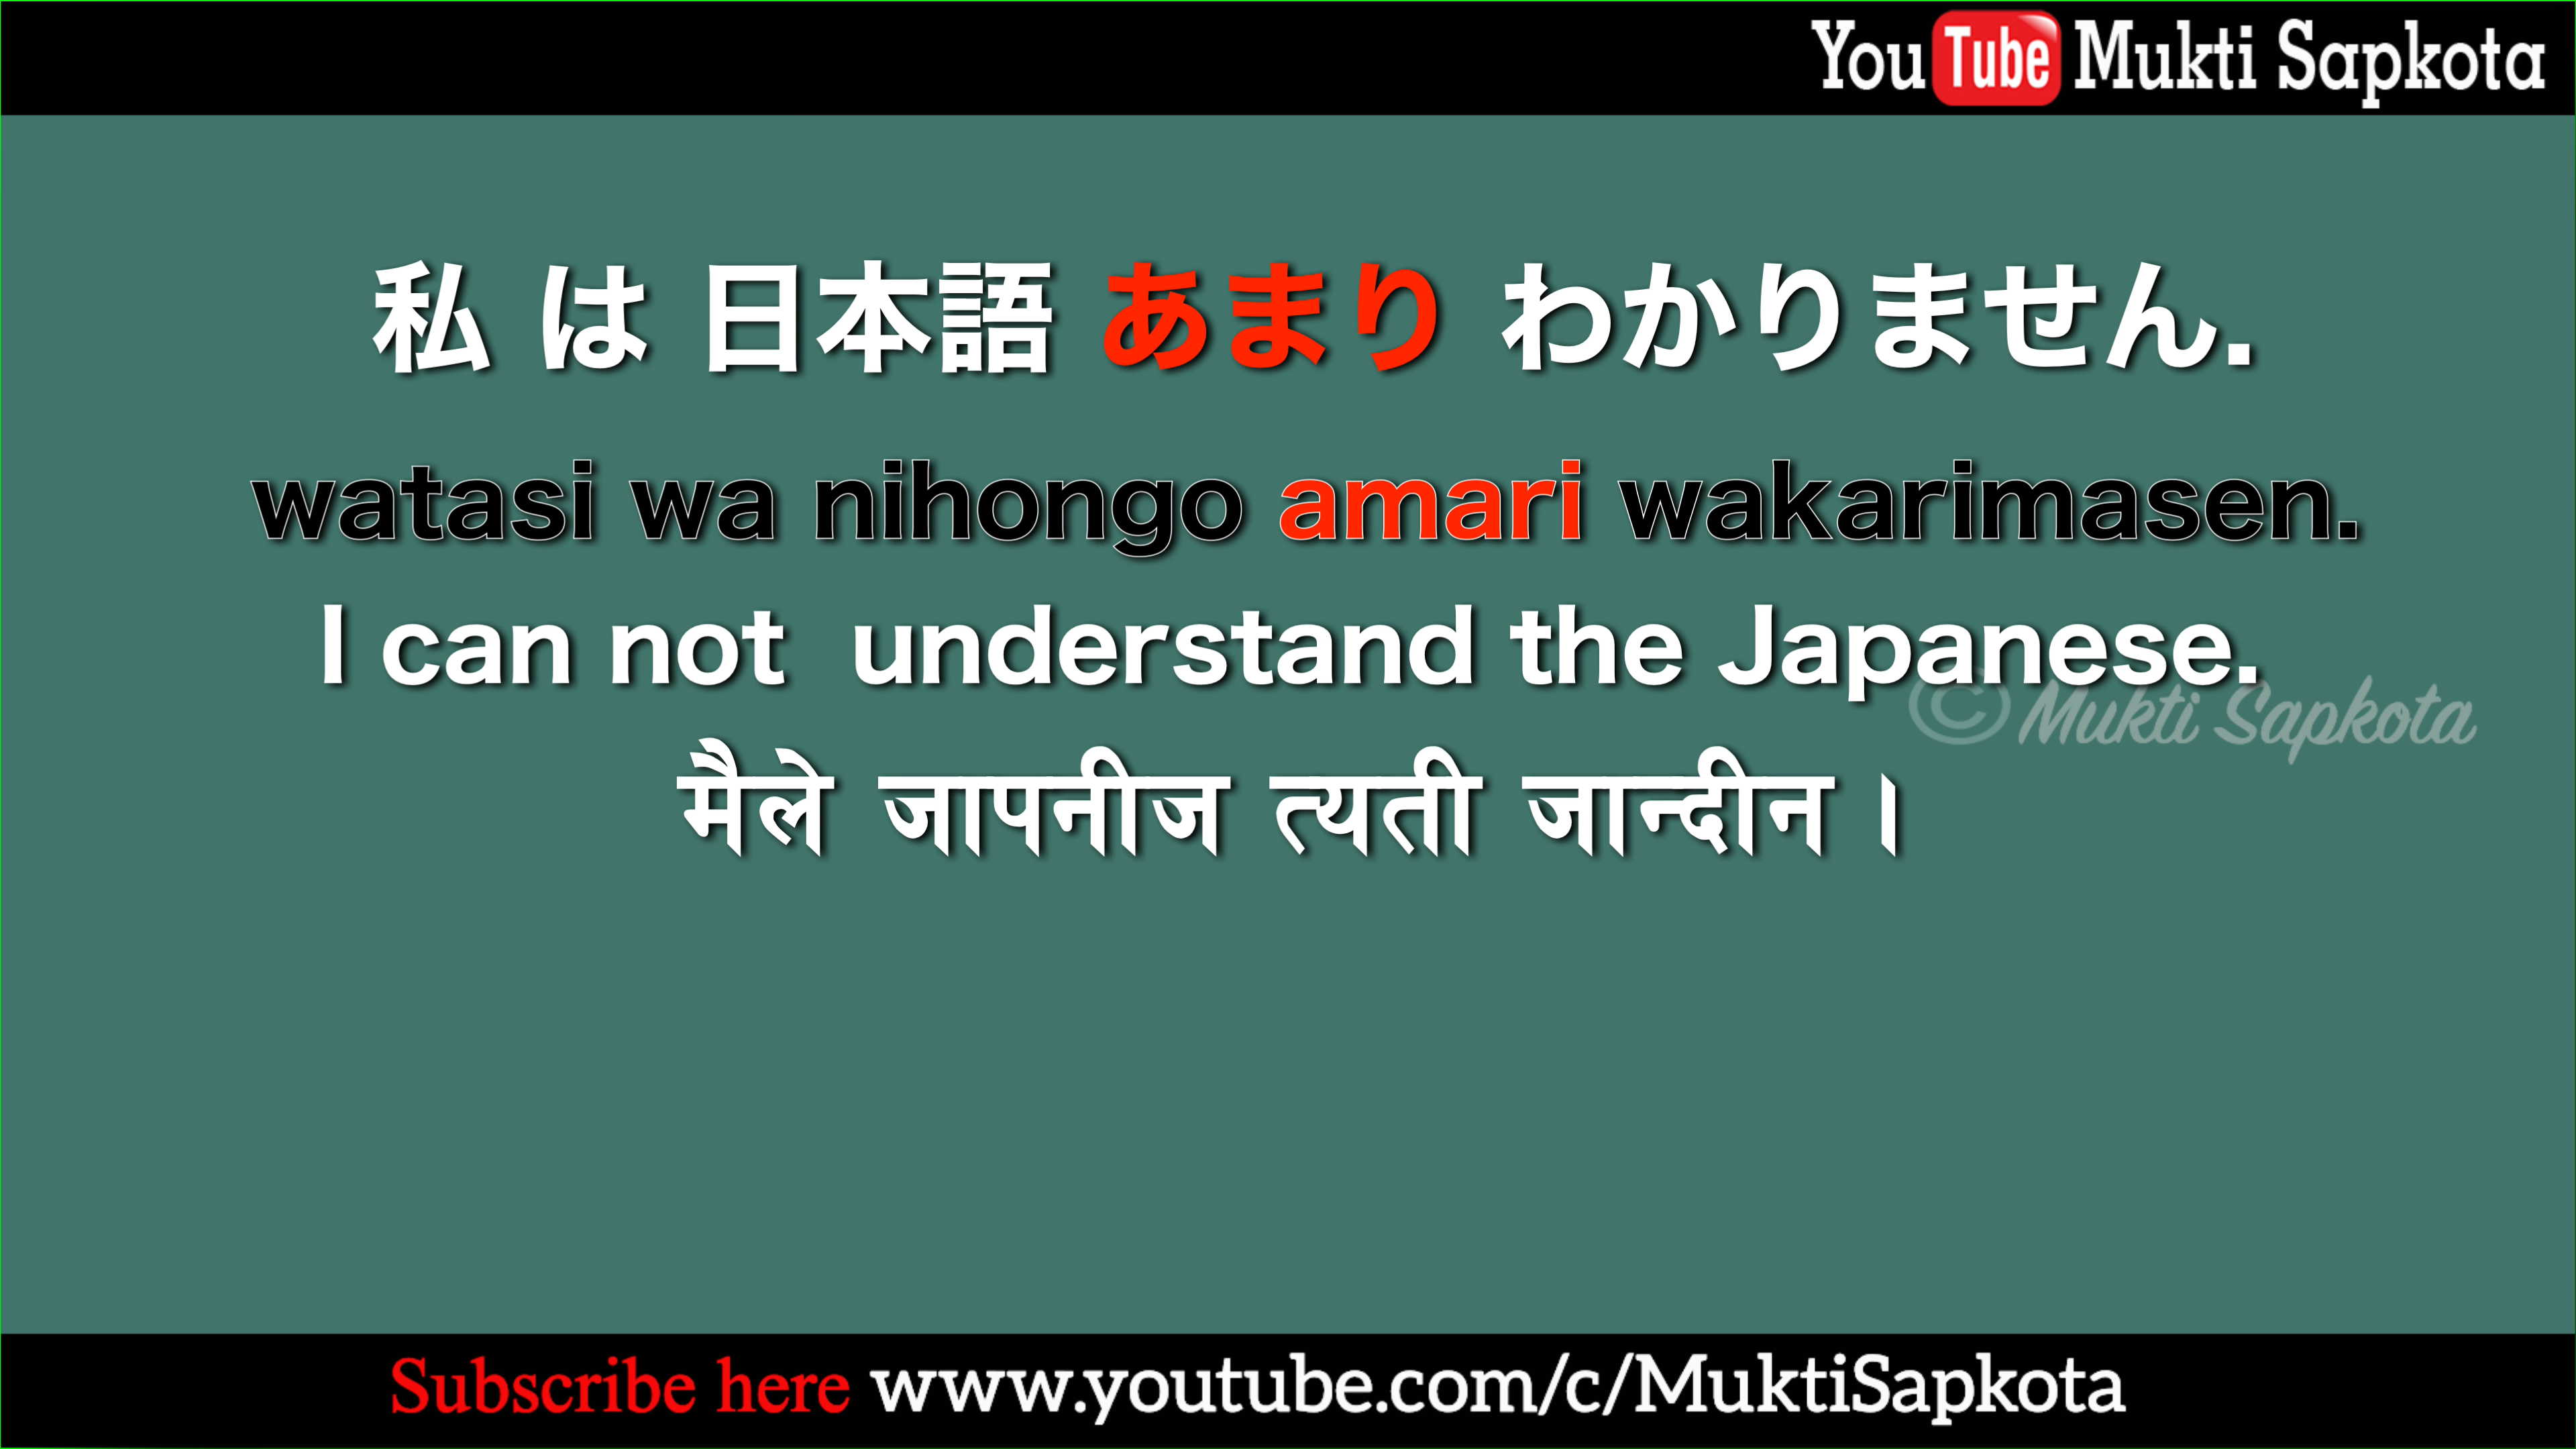 YouTube Mukti Sapkota
私 は 日本語 あまり わかりません.
watasi wa nihongo amari wakarimasen.
I can not  understand the Japanese.
© Mukti Sapkota
मैले जापनीज त्यती जान्दीन ।
Subscribe here www.youtube.com/c/MuktiSapkota